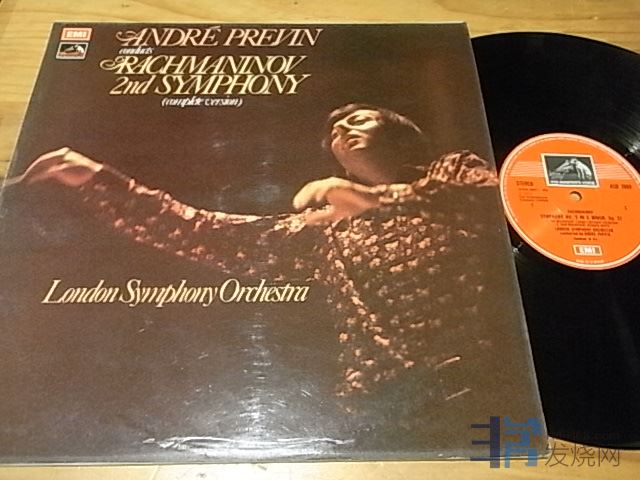 EMI
ANDRÉ PREVIN
conducts
RACHMANINOV
2nd SYMPHONY
(complete version)
London Symphony Orchestra
STEREO
RACHMANINOV
SYMPHONY No. 2 IN E MINOR, Op. 27
LONDON SYMPHONY ORCHESTRA
conducted by ANDRÉ PREVIN
EMI
发烧网